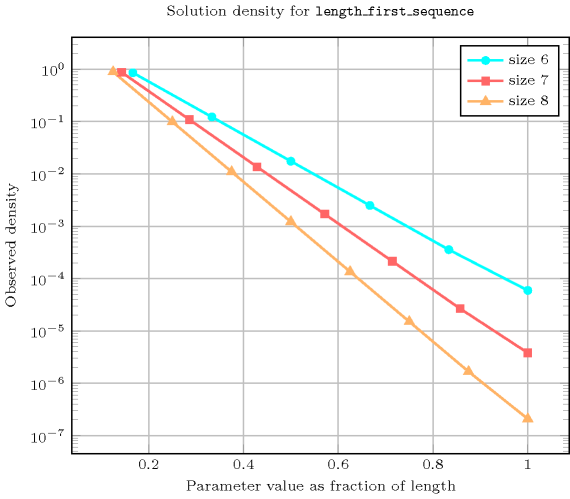 Solution density for length_first_sequence
size 6
size 7
size 8
10^0
10^−1
10^−2
10^−3
10^−4
10^−5
10^−6
10^−7
Observed density
0.2 0.4 0.6 0.8 1
Parameter value as fraction of length